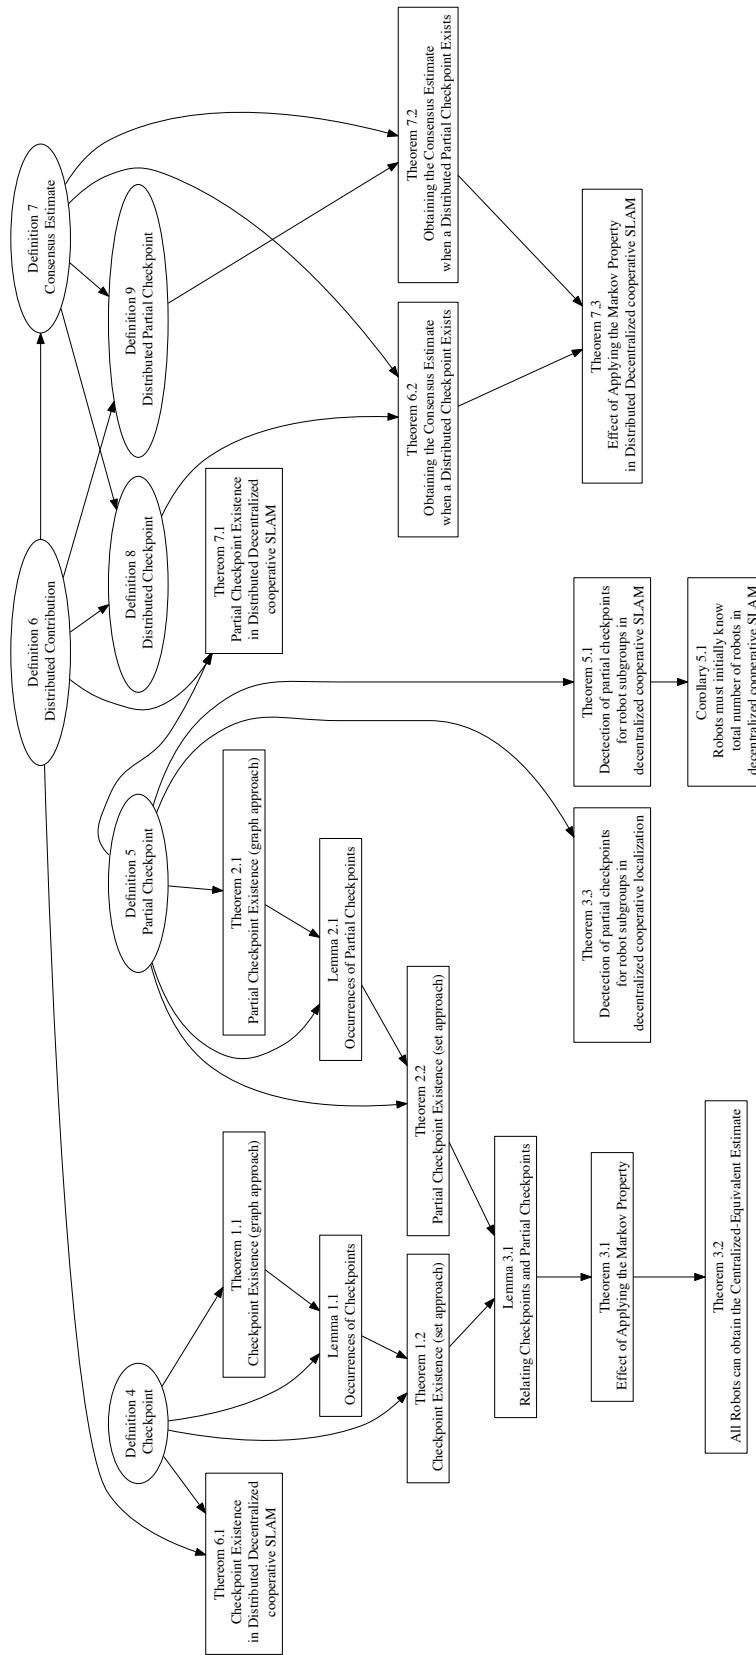 Definition 6
Distributed Contribution
Definition 7
Consensus Estimate
Definition 4
Checkpoint
Definition 5
Partial Checkpoint
Definition 8
Distributed Checkpoint
Definition 9
Distributed Partial Checkpoint
Thereom 6.1
Checkpoint Existence
in Distributed Decentralized
cooperative SLAM
Theorem 1.1
Checkpoint Existence (graph approach)
Theorem 2.1
Partial Checkpoint Existence (graph approach)
Thereom 7.1
Partial Checkpoint Existence
in Distributed Decentralized
cooperative SLAM
Lemma 1.1
Occurrences of Checkpoints
Lemma 2.1
Occurrences of Partial Checkpoints
Theorem 1.2
Checkpoint Existence (set approach)
Theorem 2.2
Partial Checkpoint Existence (set approach)
Theorem 6.2
Obtaining the Consensus Estimate
when a Distributed Checkpoint Exists
Theorem 7.2
Obtaining the Consensus Estimate
when a Distributed Partial Checkpoint Exists
Lemma 3.1
Relating Checkpoints and Partial Checkpoints
Theorem 3.1
Effect of Applying the Markov Property
Theorem 3.3
Dectection of partial checkpoints
for robot subgroups in
decentralized cooperative localization
Theorem 5.1
Dectection of partial checkpoints
for robot subgroups in
decentralized cooperative SLAM
Theorem 7.3
Effect of Applying the Markov Property
in Distributed Decentralized cooperative SLAM
Theorem 3.2
All Robots can obtain the Centralized-Equivalent Estimate
Corollary 5.1
Robots must initially know
total number of robots in
decentralized cooperative SLAM